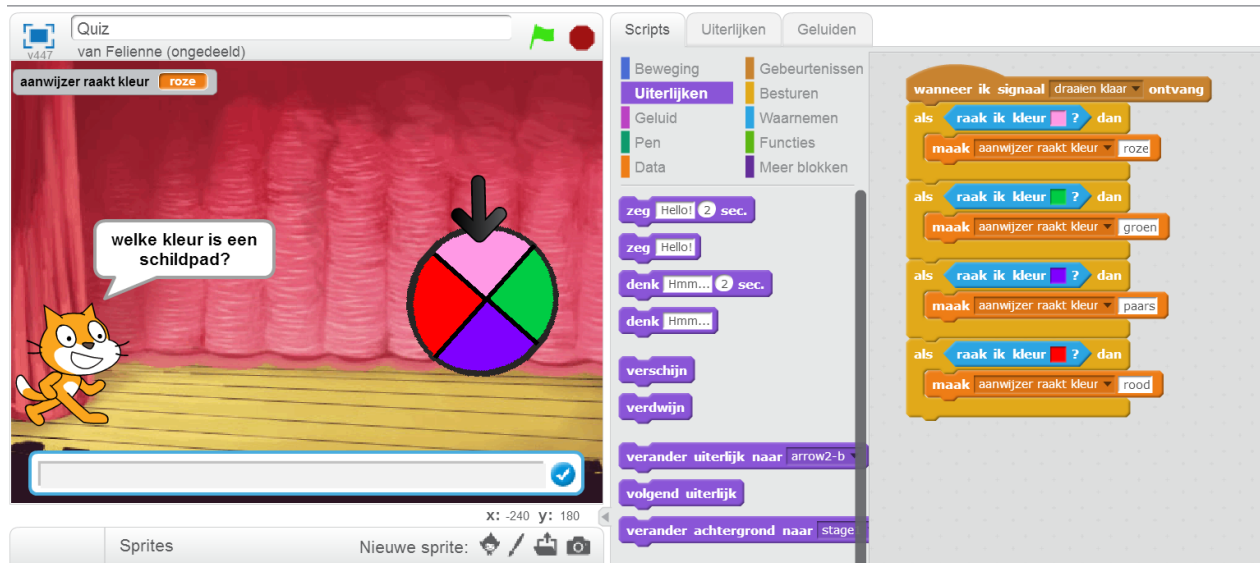 Quiz
v447
van Felienne (ongedeeld)
aanwijzer raakt kleur roze
welke kleur is een
schildpad?
X: -240 y: 180
Sprites
Nieuwe sprite:
Scripts Uiterlijken Geluiden
Beweging Gebeurtenissen
Uiterlijken Besturen
Geluid Waarnemen
Pen Functies
Data Meer blokken
zeg Hello! 2 sec.
zeg Hello!
denk Hmm... 2 sec.
denk Hmm...
verschijn
verdwijn
verander uiterlijk naar arrow2-b
volgend uiterlijk
verander achtergrond naar stage
wanneer ik signaal draaien klaar ontvang
als raak ik kleur ? dan
maak aanwijzer raakt kleur roze
als raak ik kleur ? dan
maak aanwijzer raakt kleur groen
als raak ik kleur ? dan
maak aanwijzer raakt kleur paars
als raak ik kleur ? dan
maak aanwijzer raakt kleur rood